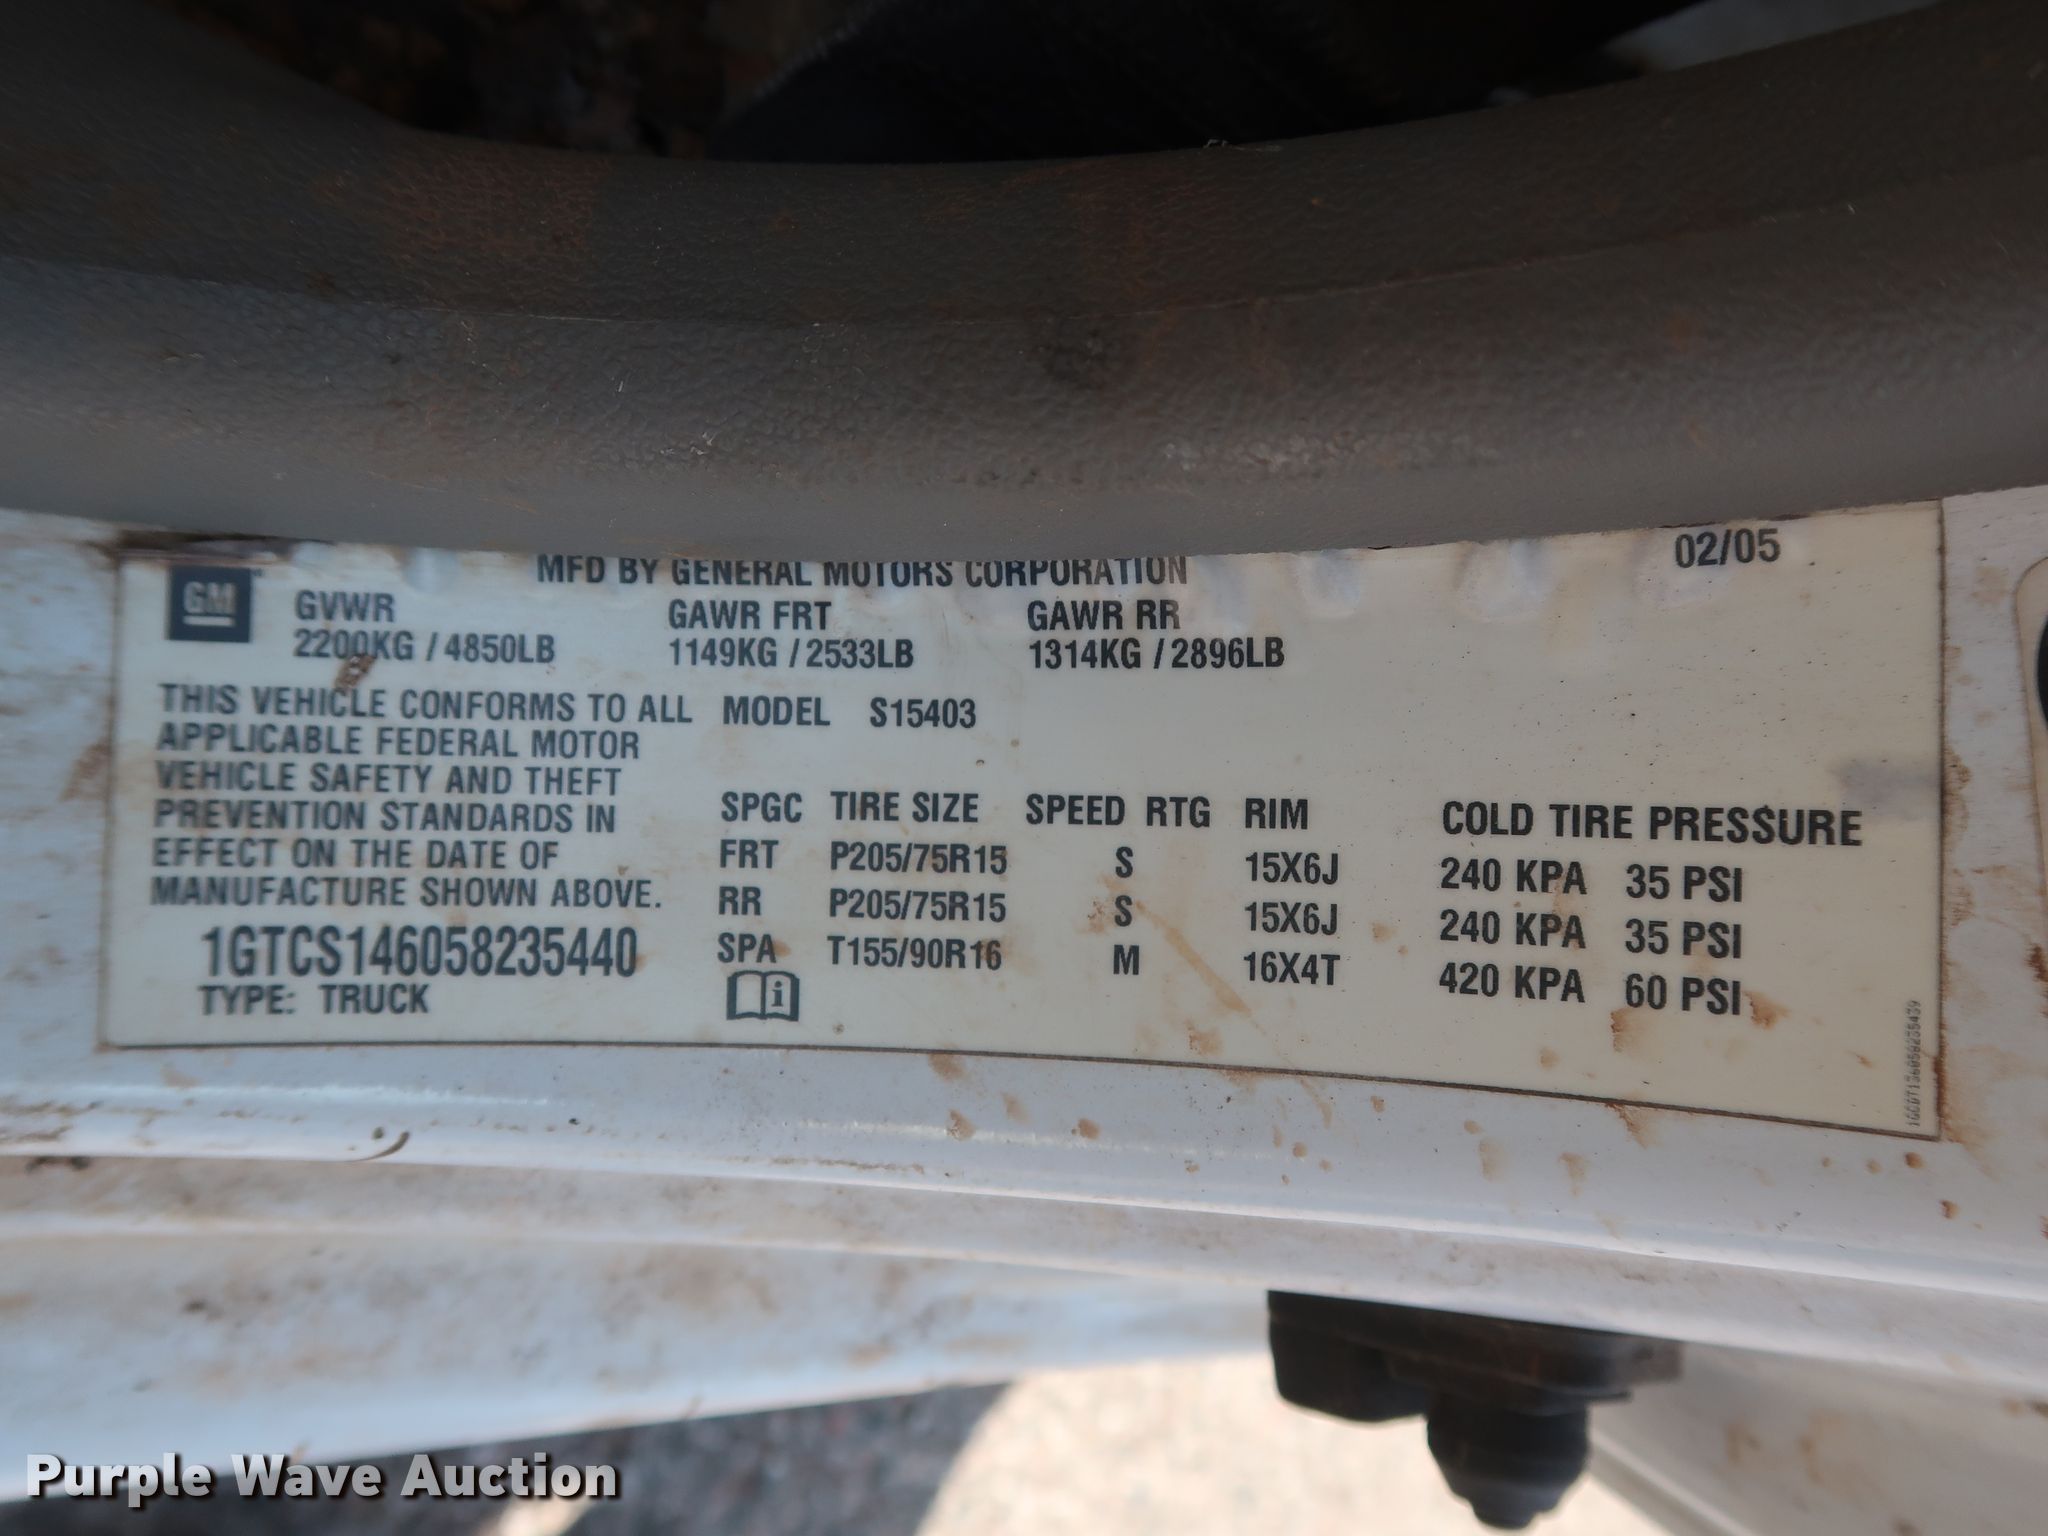 02/05
MFD BY GENERAL MOTORS CORPORATION
GM
GVWR GAWR FRT GAWR RR
2200KG / 4850LB 1149KG / 2533LB 1314KG / 2896LB
THIS VEHICLE CONFORMS TO ALL
APPLICABLE FEDERAL MOTOR
VEHICLE SAFETY AND THEFT
PREVENTION STANDARDS IN
EFFECT ON THE DATE OF
MANUFACTURE SHOWN ABOVE.
1GTCS146058235440
TYPE: TRUCK
MODEL S15403
SPGC TIRE SIZE SPEED RTG RIM COLD TIRE PRESSURE
FRT P205/75R15 S 15X6J 240 KPA 35 PSI
RR P205/75R15 S 15X6J 240 KPA 35 PSI
SPA T155/90R16 M 16X4T 420 KPA 60 PSI
i
Purple Wave Auction